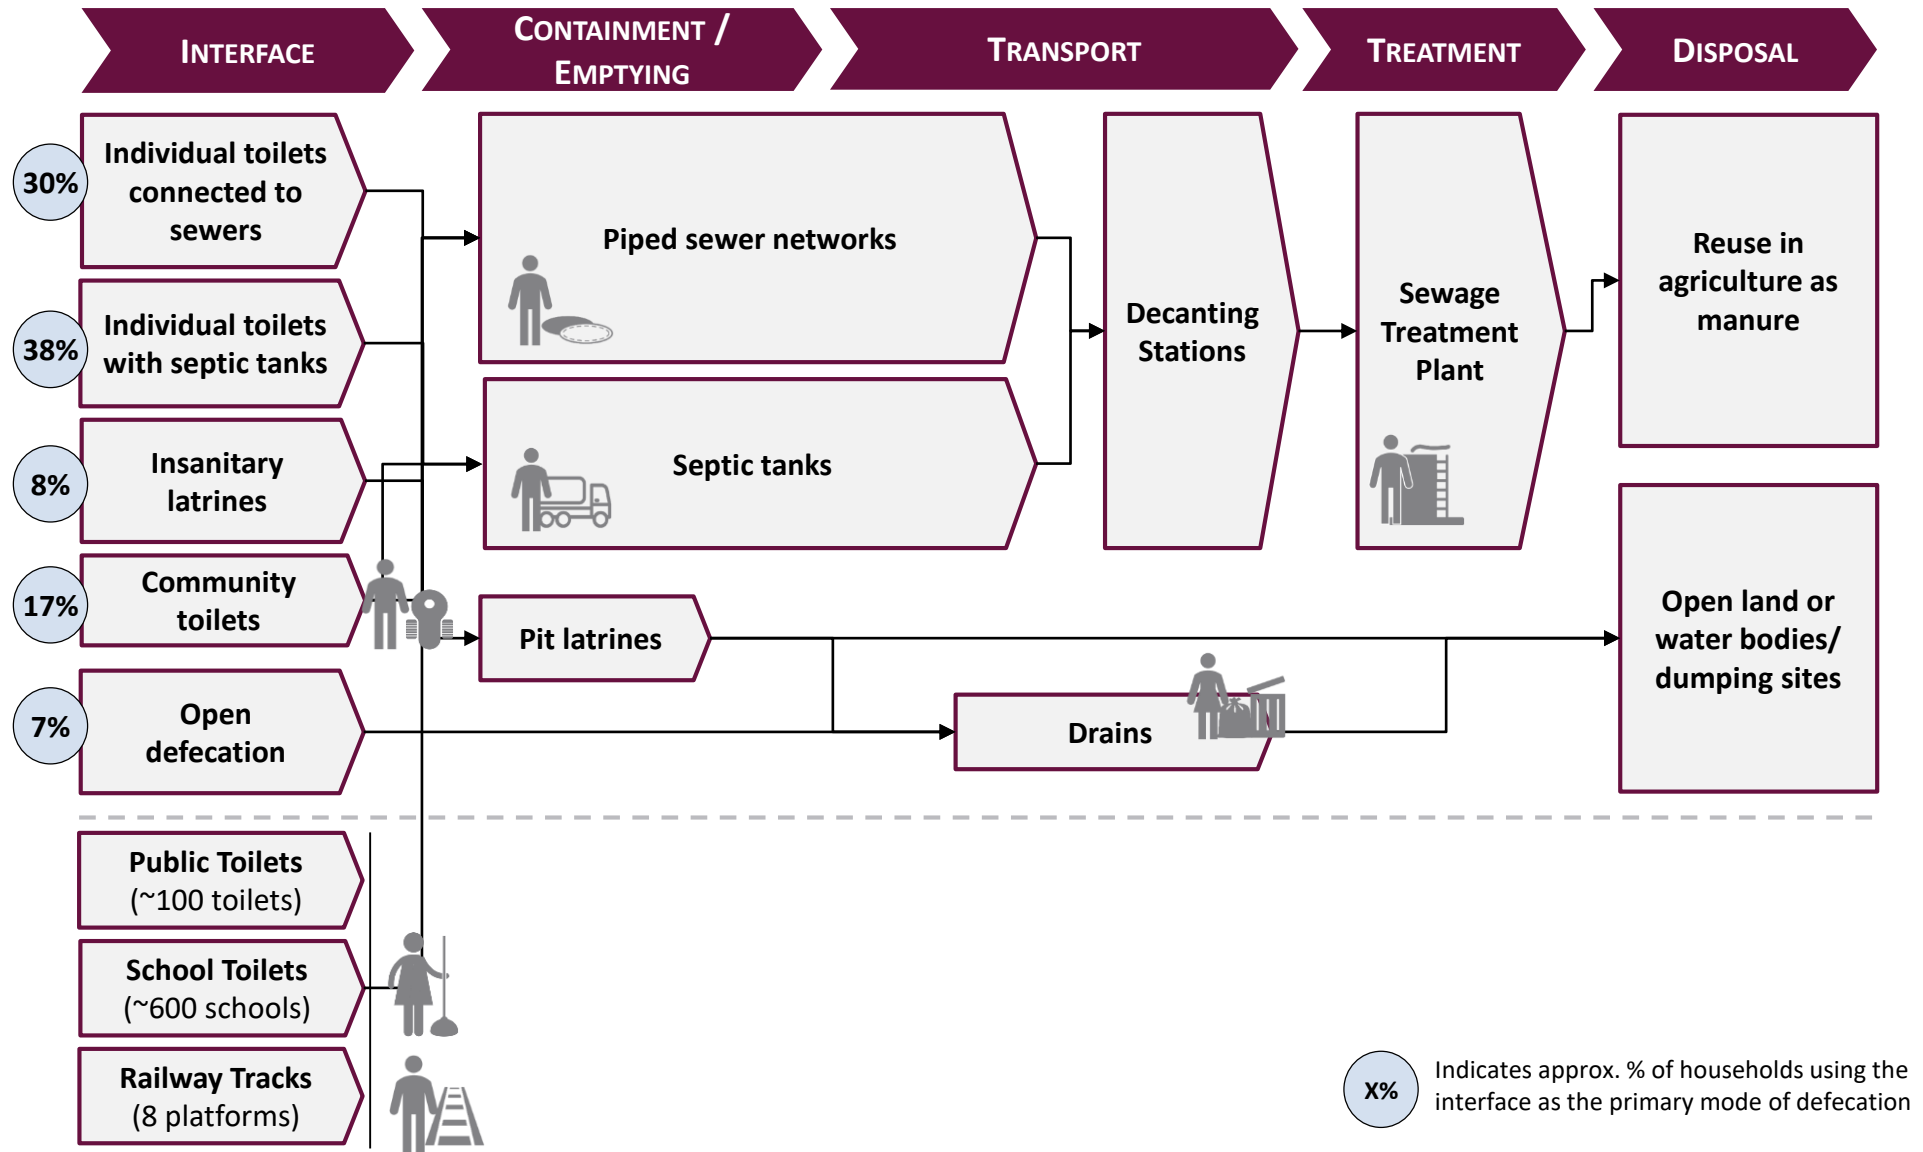 INTERFACE
CONTAINMENT /
EMPTYING
TRANSPORT
TREATMENT
DISPOSAL
30%
Individual toilets
connected to
sewers
38%
Individual toilets
with septic tanks
8%
Insanitary
latrines
17%
Community
toilets
7%
Open
defecation
Piped sewer networks
Septic tanks
Pit latrines
Decanting
Stations
Drains
Sewage
Treatment
Plant
Reuse in
agriculture as
manure
Open land or
water bodies/
dumping sites
Public Toilets
(~100 toilets)
School Toilets
(~600 schools)
Railway Tracks
(8 platforms)
X%
Indicates approx. % of households using the
interface as the primary mode of defecation